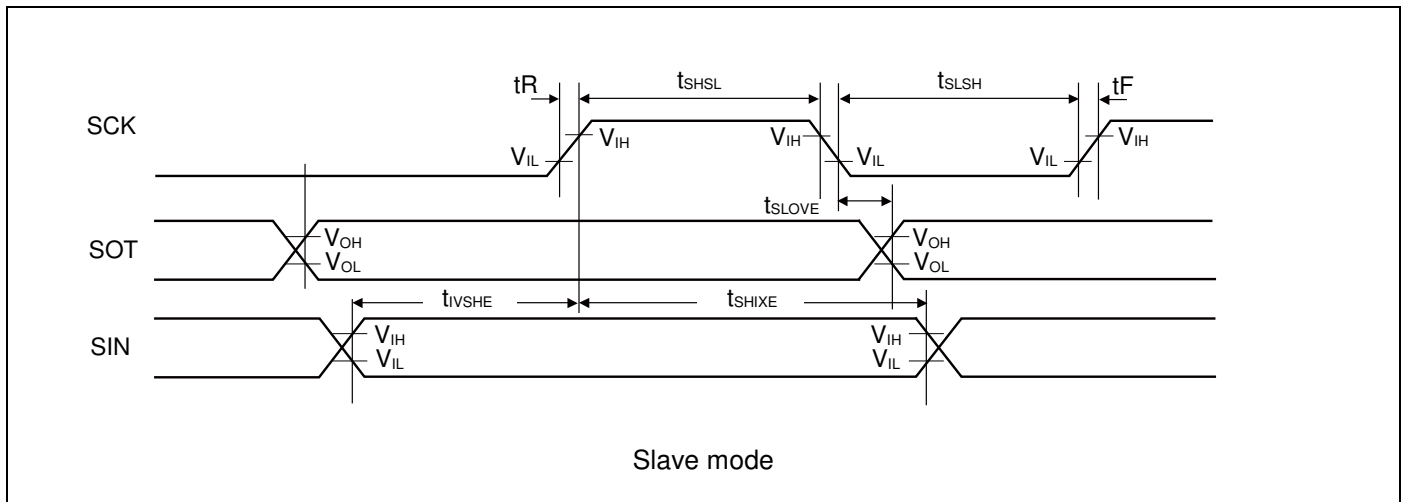 tR tSHSL tSLSH tF
SCK
VIH VIH VIH
VIL VIL VIL
tSLOVE
SOT
VOH VOH
VOL VOL
tIVSHE tSHIXE
SIN
VIH VIH
VIL VIL
Slave mode